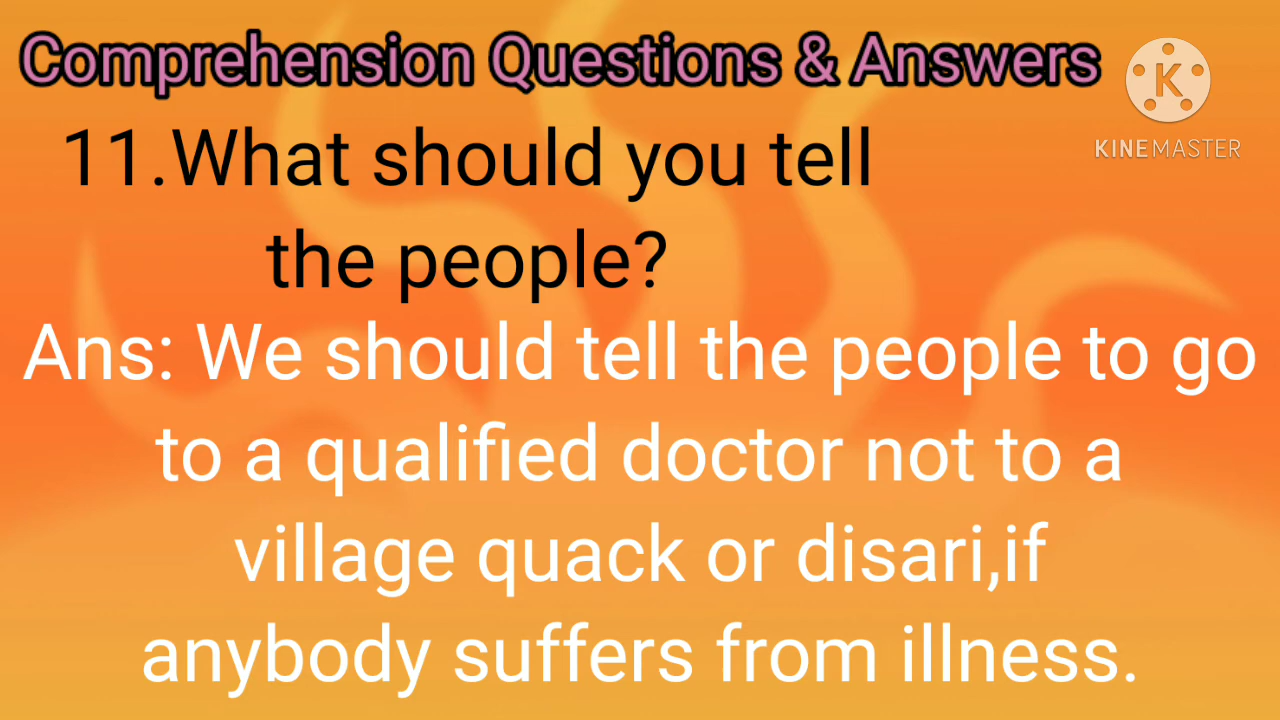 Comprehension Questions & Answers
K
KINEMASTER
11.What should you tell
the people?
Ans: We should tell the people to go
to a qualified doctor not to a
village quack or disari,if
anybody suffers from illness.